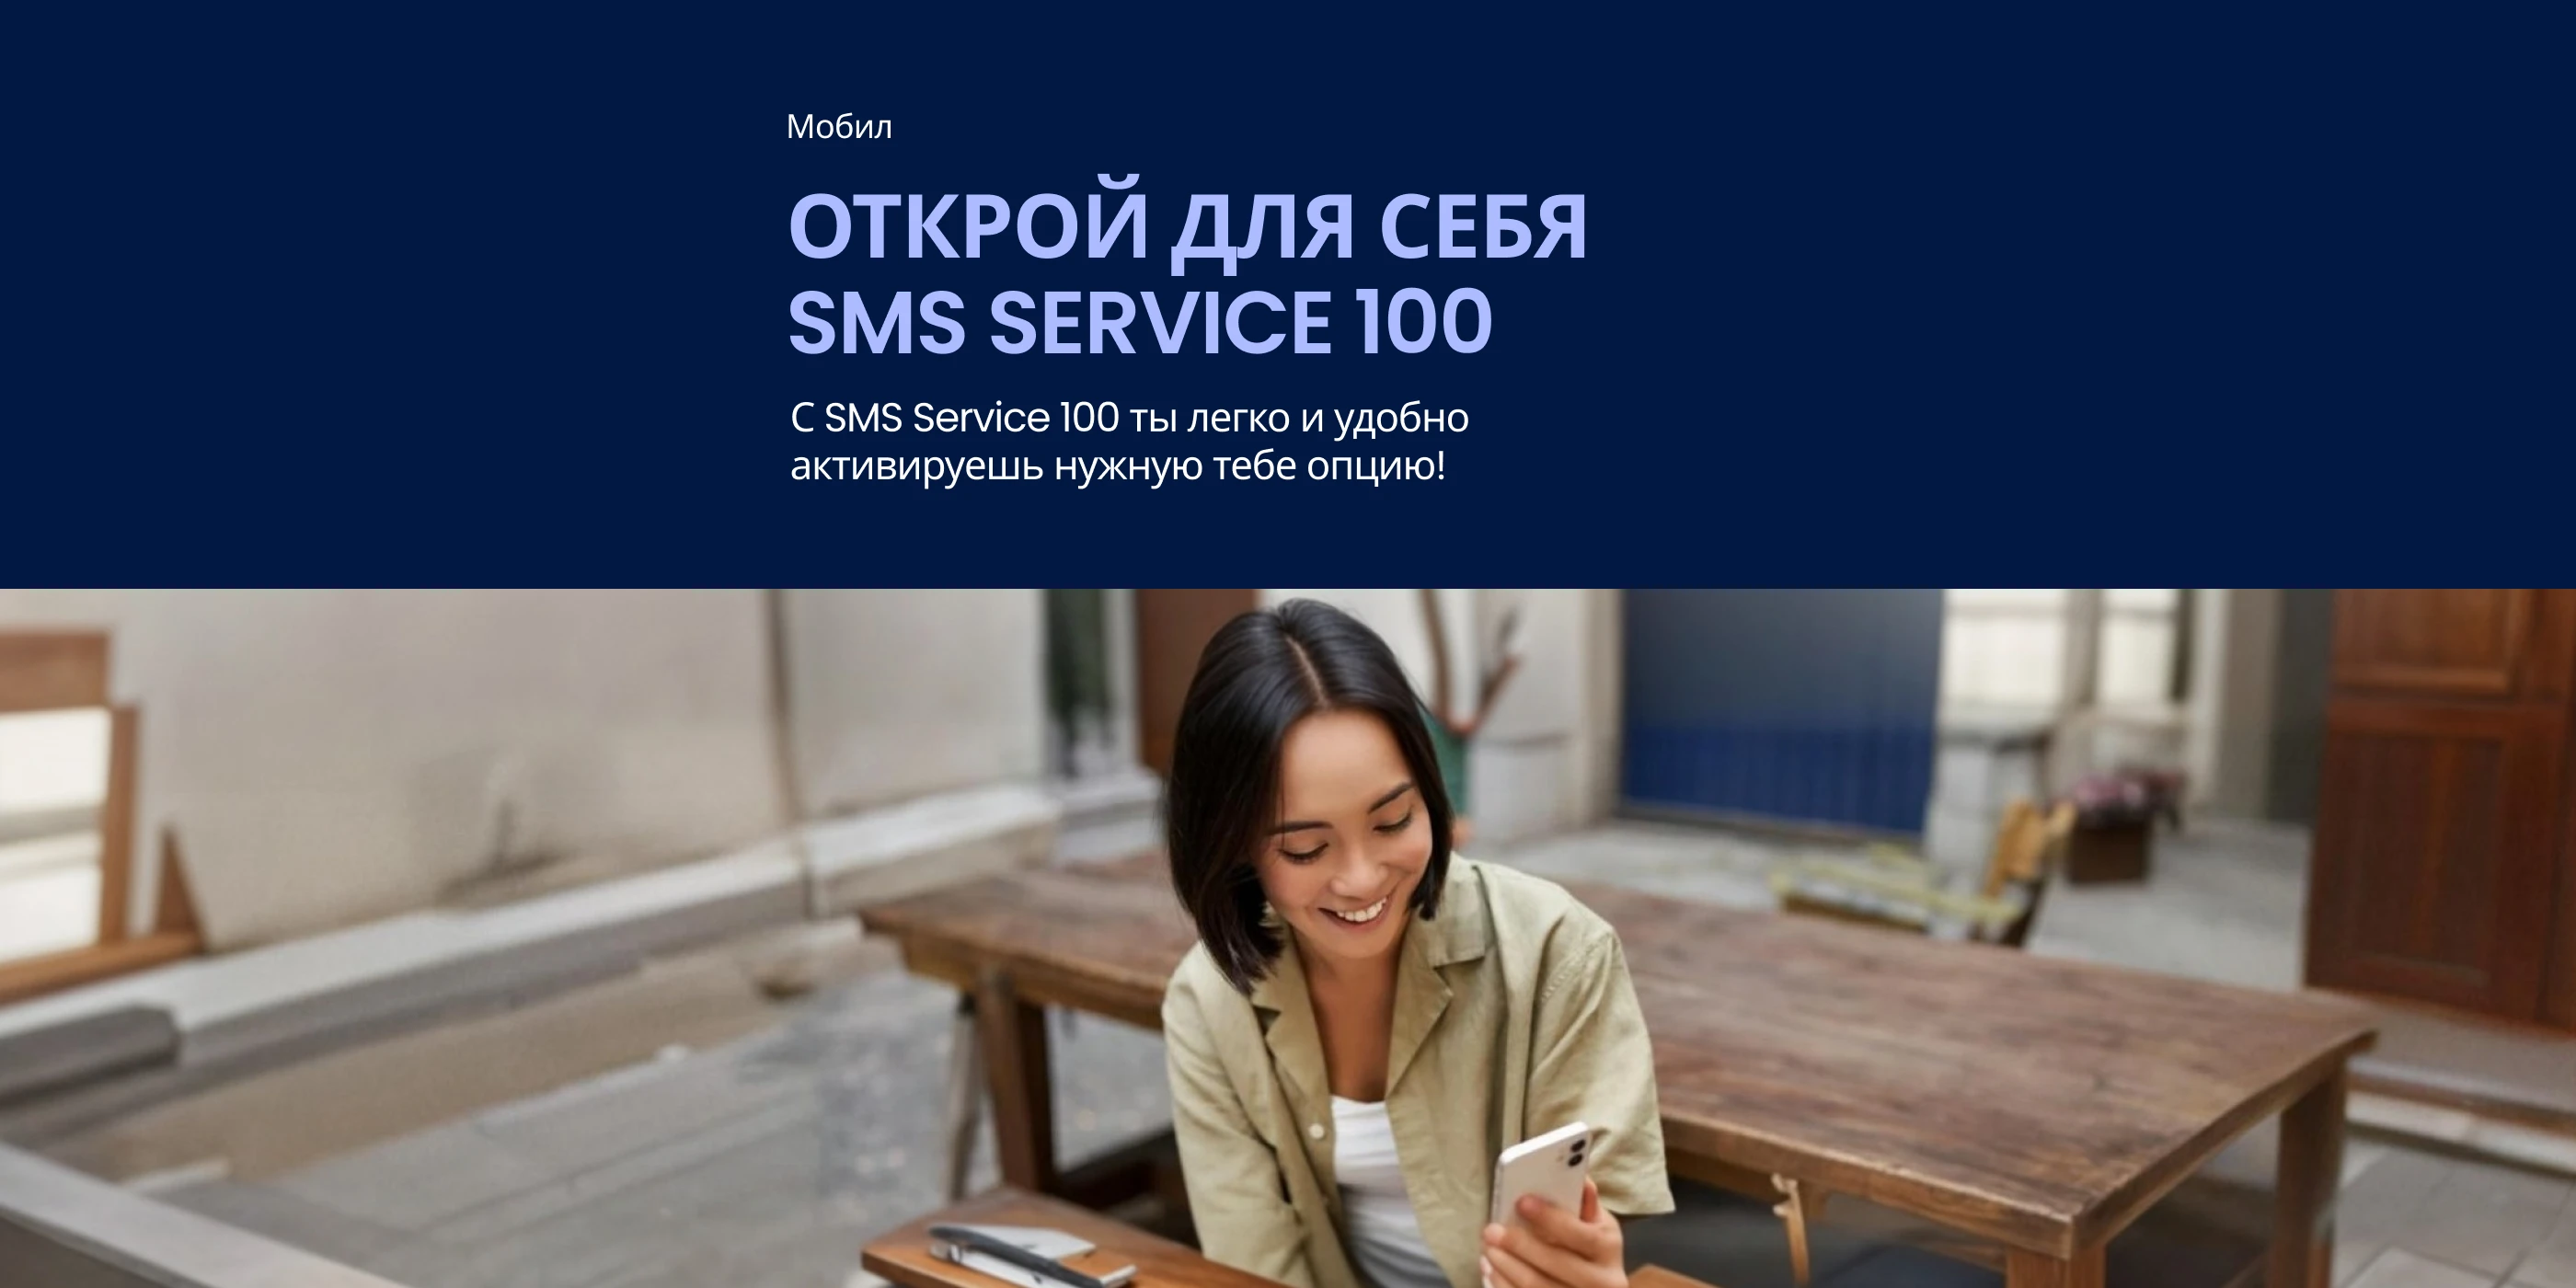 Мобил
ОТКРОЙ ДЛЯ СЕБЯ
SMS SERVICE 100
С SMS Service 100 ты легко и удобно
активируешь нужную тебе опцию!